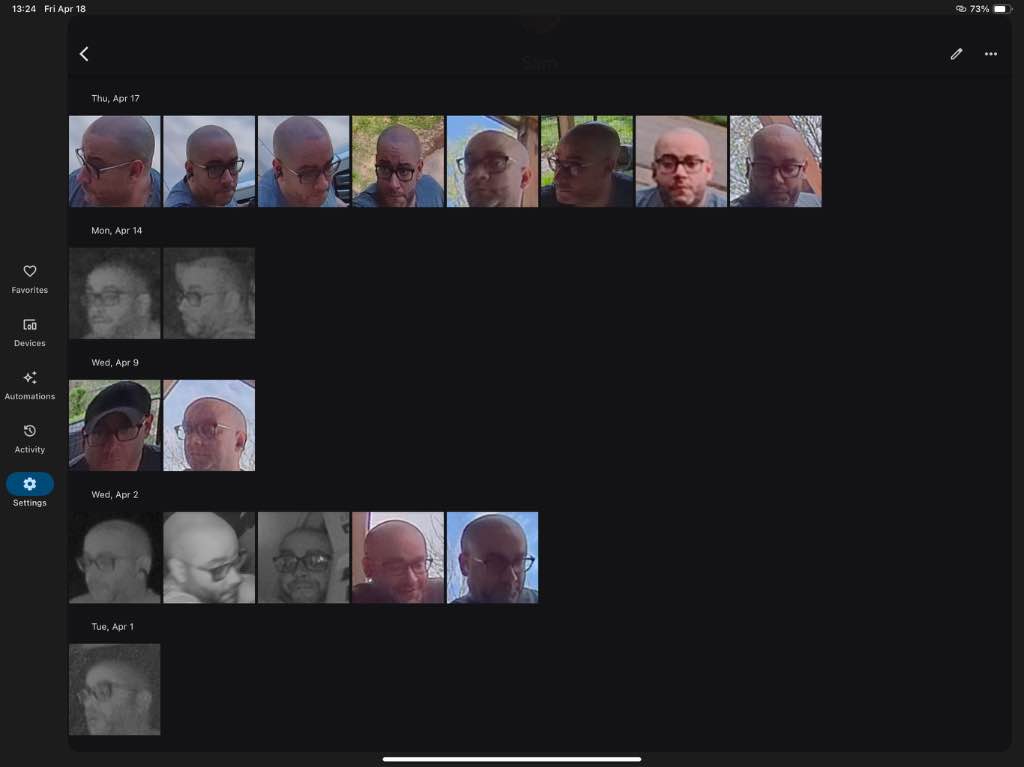 13:24 Fri Apr 18
73%
Sam
Thu, Apr 17
Mon, Apr 14
Wed, Apr 9
Wed, Apr 2
Tue, Apr 1
Favorites
Devices
Automations
Activity
Settings